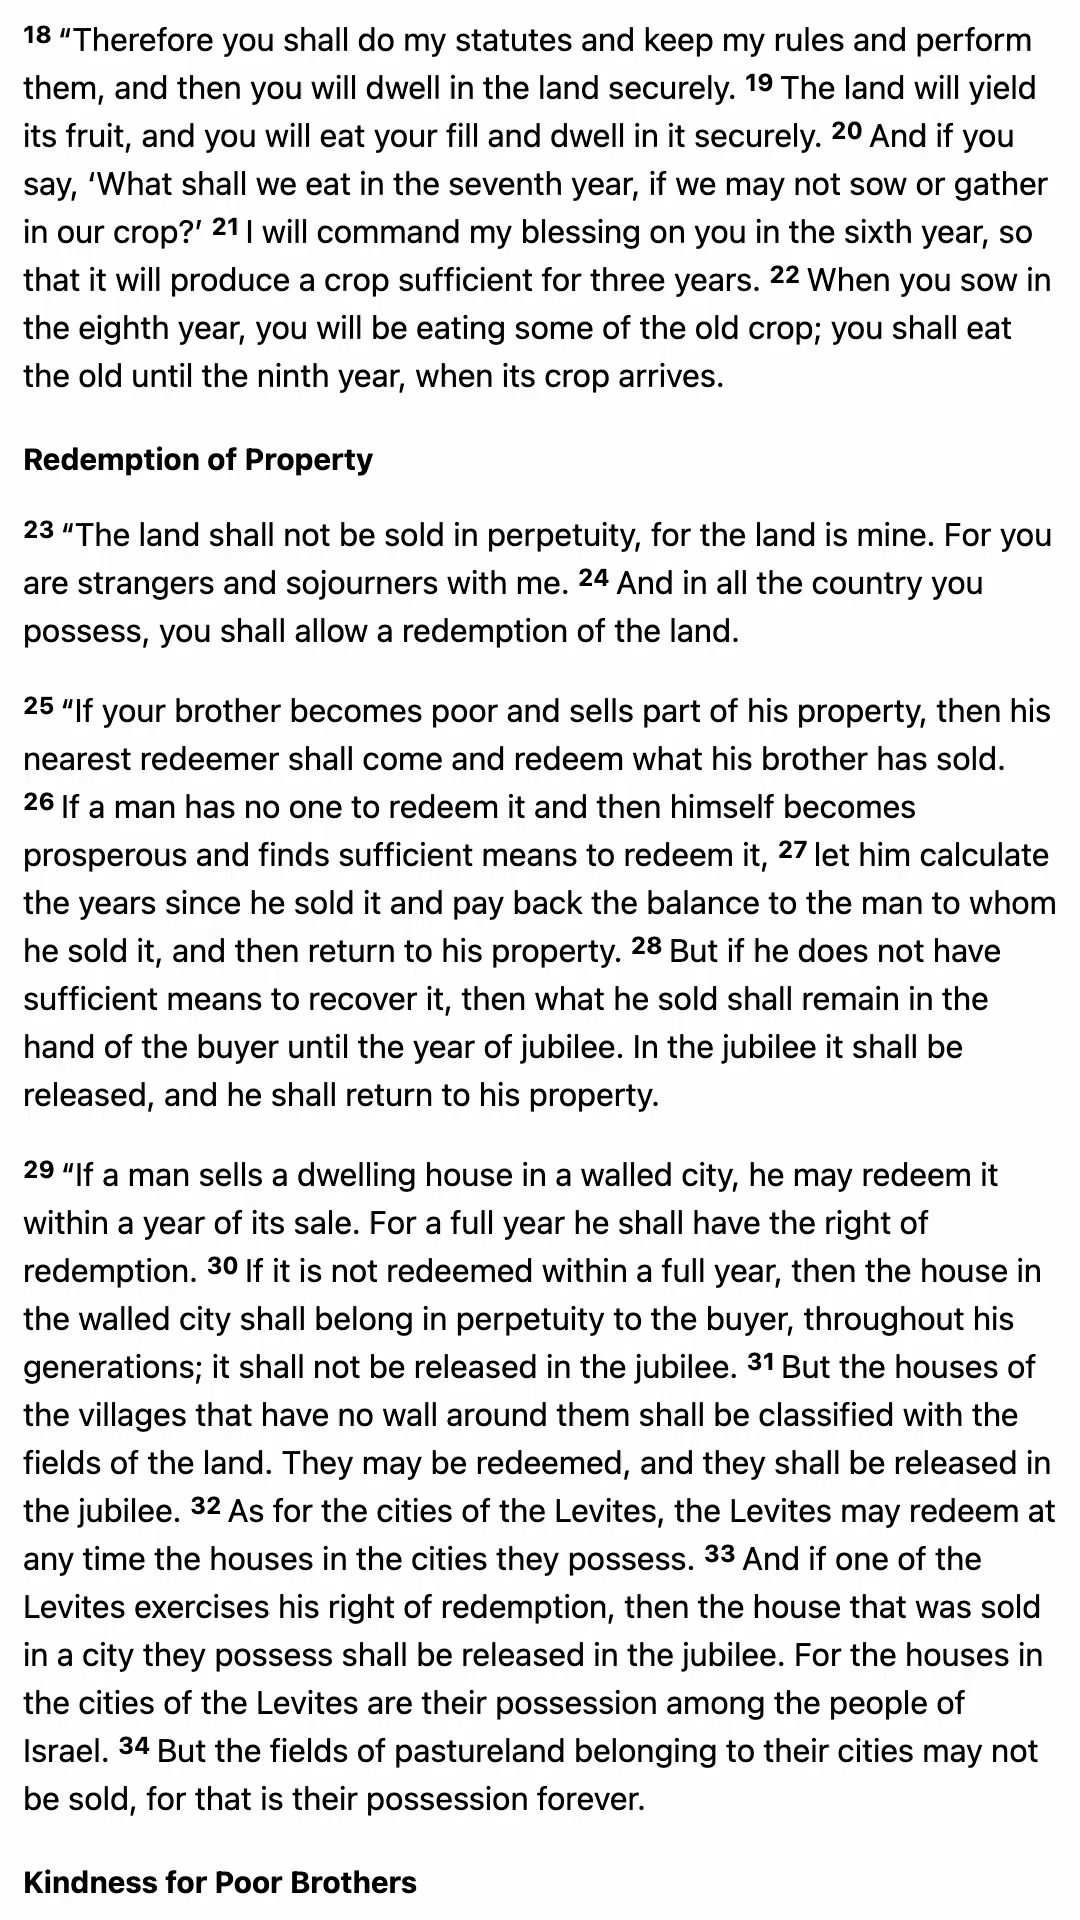 18 “Therefore you shall do my statutes and keep my rules and perform
them, and then you will dwell in the land securely. 19 The land will yield
its fruit, and you will eat your fill and dwell in it securely. 20 And if you
say, ‘What shall we eat in the seventh year, if we may not sow or gather
in our crop?’ 21 I will command my blessing on you in the sixth year, so
that it will produce a crop sufficient for three years. 22 When you sow in
the eighth year, you will be eating some of the old crop; you shall eat
the old until the ninth year, when its crop arrives.
Redemption of Property
23 “The land shall not be sold in perpetuity, for the land is mine. For you
are strangers and sojourners with me. 24 And in all the country you
possess, you shall allow a redemption of the land.
25 “If your brother becomes poor and sells part of his property, then his
nearest redeemer shall come and redeem what his brother has sold.
26 If a man has no one to redeem it and then himself becomes
prosperous and finds sufficient means to redeem it, 27 let him calculate
the years since he sold it and pay back the balance to the man to whom
he sold it, and then return to his property. 28 But if he does not have
sufficient means to recover it, then what he sold shall remain in the
hand of the buyer until the year of jubilee. In the jubilee it shall be
released, and he shall return to his property.
29 “If a man sells a dwelling house in a walled city, he may redeem it
within a year of its sale. For a full year he shall have the right of
redemption. 30 If it is not redeemed within a full year, then the house in
the walled city shall belong in perpetuity to the buyer, throughout his
generations; it shall not be released in the jubilee. 31 But the houses of
the villages that have no wall around them shall be classified with the
fields of the land. They may be redeemed, and they shall be released in
the jubilee. 32 As for the cities of the Levites, the Levites may redeem at
any time the houses in the cities they possess. 33 And if one of the
Levites exercises his right of redemption, then the house that was sold
in a city they possess shall be released in the jubilee. For the houses in
the cities of the Levites are their possession among the people of
Israel. 34 But the fields of pastureland belonging to their cities may not
be sold, for that is their possession forever.
Kindness for Poor Brothers